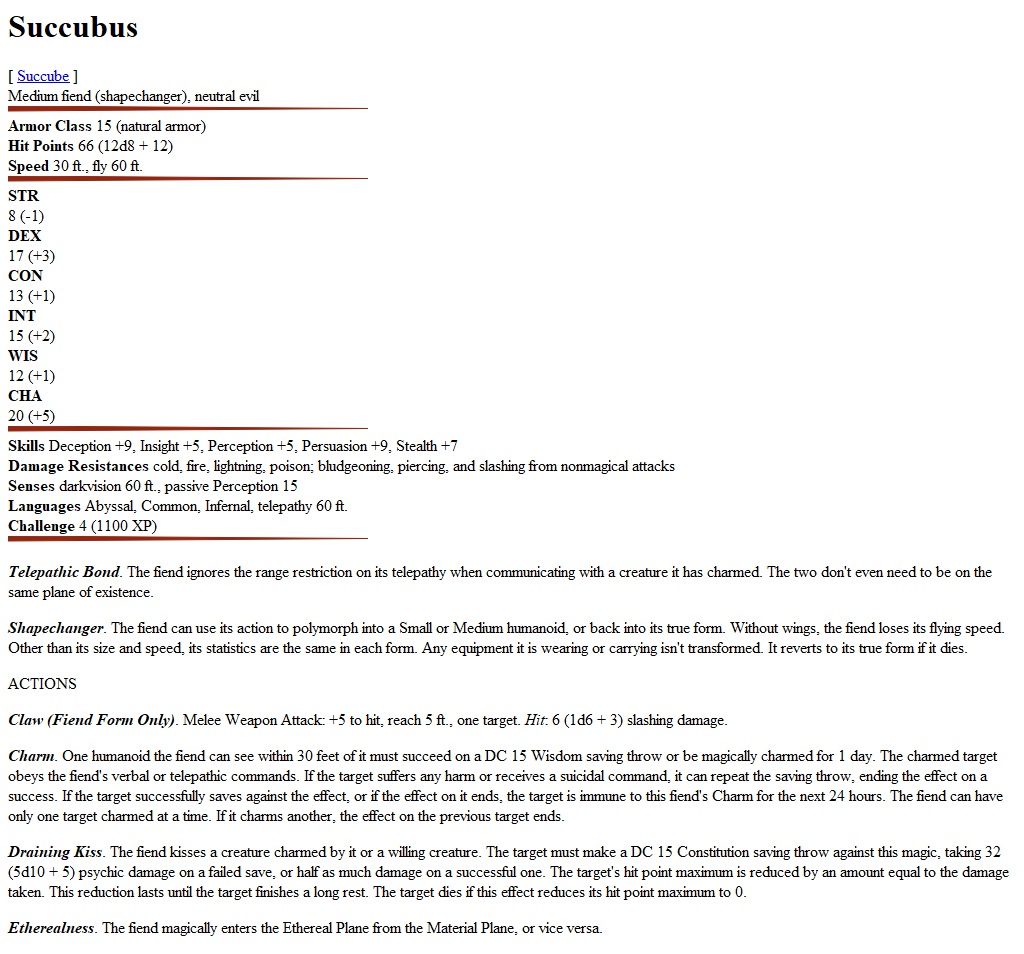 Succubus
[ Succube ]
Medium fiend (shapechanger), neutral evil
Armor Class 15 (natural armor)
Hit Points 66 (12d8 + 12)
Speed 30 ft., fly 60 ft.
STR
8 (-1)
DEX
17 (+3)
CON
13 (+1)
INT
15 (+2)
WIS
12 (+1)
CHA
20 (+5)
Skills Deception +9, Insight +5, Perception +5, Persuasion +9, Stealth +7
Damage Resistances cold, fire, lightning, poison; bludgeoning, piercing, and slashing from nonmagical attacks
Senses darkvision 60 ft., passive Perception 15
Languages Abyssal, Common, Infernal, telepathy 60 ft.
Challenge 4 (1100 XP)
Telepathic Bond. The fiend ignores the range restriction on its telepathy when communicating with a creature it has charmed. The two don't even need to be on the
same plane of existence.
Shapechanger. The fiend can use its action to polymorph into a Small or Medium humanoid, or back into its true form. Without wings, the fiend loses its flying speed.
Other than its size and speed, its statistics are the same in each form. Any equipment it is wearing or carrying isn't transformed. It reverts to its true form if it dies.
ACTIONS
Claw (Fiend Form Only). Melee Weapon Attack: +5 to hit, reach 5 ft., one target. Hit: 6 (1d6 + 3) slashing damage.
Charm. One humanoid the fiend can see within 30 feet of it must succeed on a DC 15 Wisdom saving throw or be magically charmed for 1 day. The charmed target
obeys the fiend's verbal or telepathic commands. If the target suffers any harm or receives a suicidal command, it can repeat the saving throw, ending the effect on a
success. If the target successfully saves against the effect, or if the effect on it ends, the target is immune to this fiend's Charm for the next 24 hours. The fiend can have
only one target charmed at a time. If it charms another, the effect on the previous target ends.
Draining Kiss. The fiend kisses a creature charmed by it or a willing creature. The target must make a DC 15 Constitution saving throw against this magic, taking 32
(5d10 + 5) psychic damage on a failed save, or half as much damage on a successful one. The target's hit point maximum is reduced by an amount equal to the damage
taken. This reduction lasts until the target finishes a long rest. The target dies if this effect reduces its hit point maximum to 0.
Etherealness. The fiend magically enters the Ethereal Plane from the Material Plane, or vice versa.